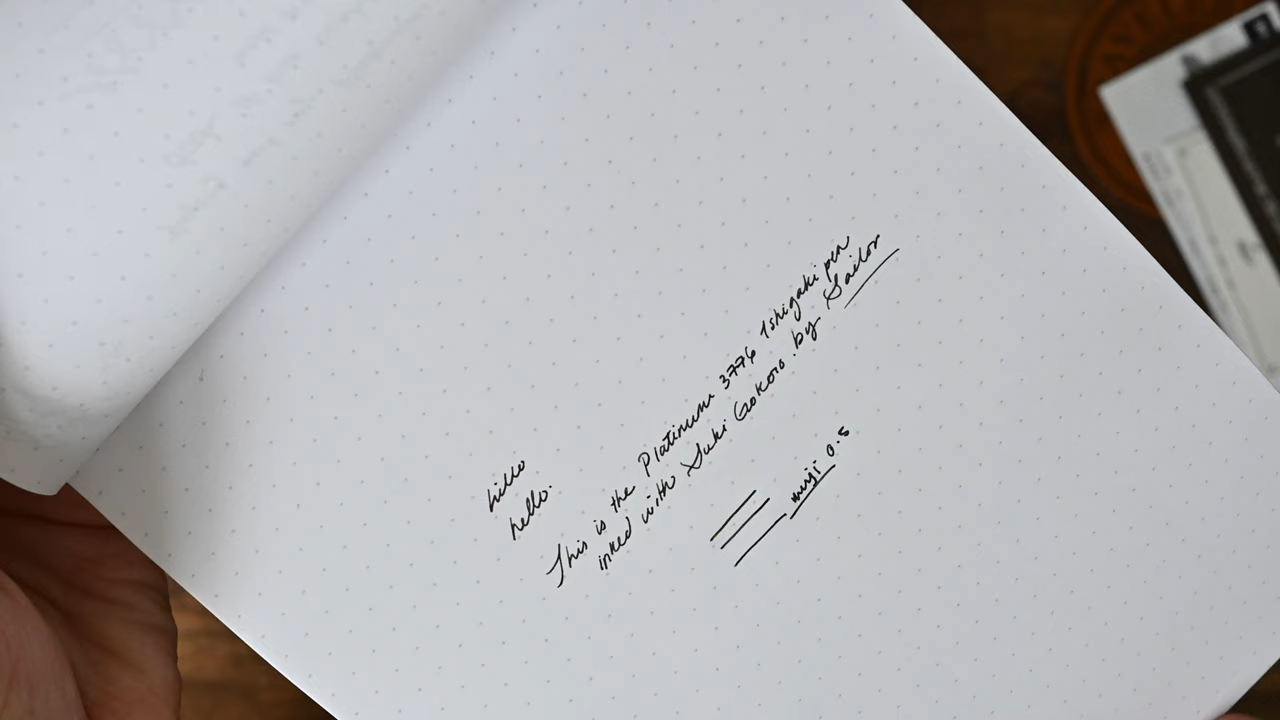 hello
hello.
This is the Platinum 3776 Ishigaki pen
inked with Suki Gokoro. by Sailor
muji 0.5